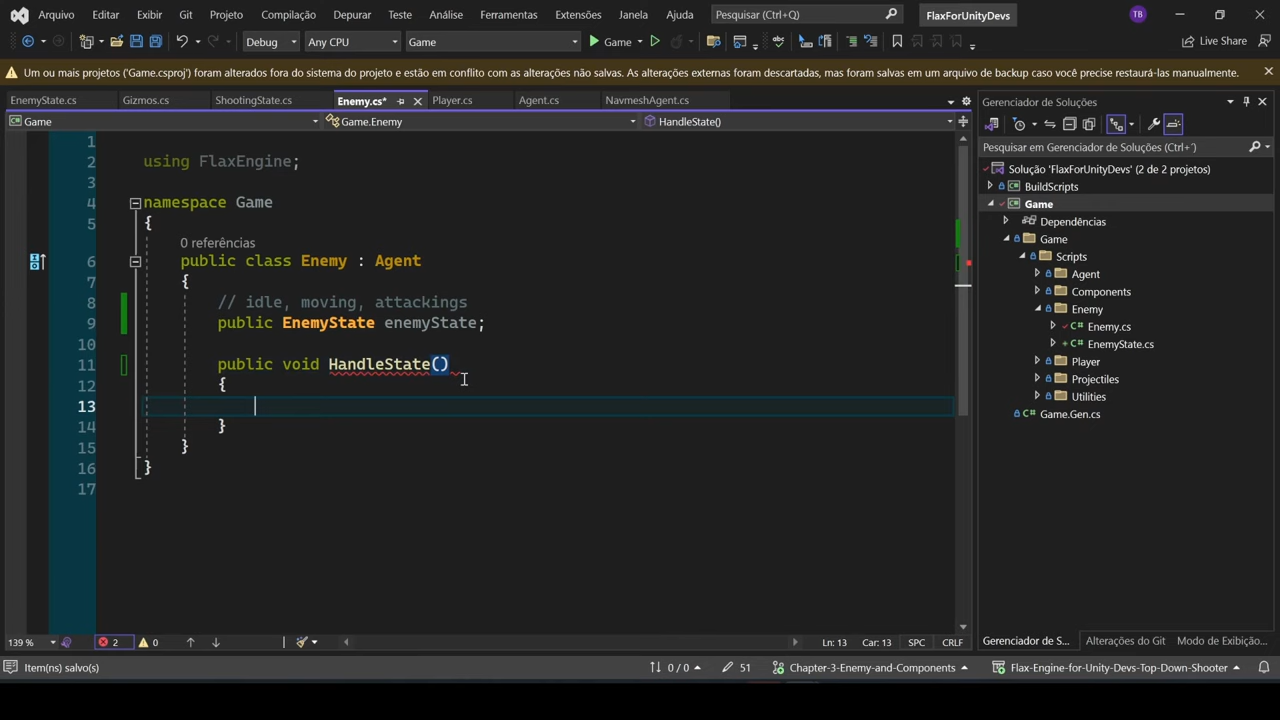 Arquivo Editar Exibir Git Projeto Compilação Depurar Teste Análise Ferramentas Extensões Janela Ajuda Pesquisar (Ctrl+Q) FlaxForUnityDevs TB
Debug Any CPU Game Game Live Share
Um ou mais projetos ('Game.csproj') foram alterados fora do sistema do projeto e estão em conflito com as alterações não salvas. As alterações externas foram descartadas, mas foram salvas em um arquivo de backup caso você precise restaurá-las manualmente.
EnemyState.cs Gizmos.cs ShootingState.cs Enemy.cs* Player.cs Agent.cs NavmeshAgent.cs
Game Game.Enemy HandleState()
1
2 using FlaxEngine;
3
4 namespace Game
5 {
0 referências
6 public class Enemy : Agent
7 {
8 // idle, moving, attackings
9 public EnemyState enemyState;
10
11 public void HandleState()
12 {
13
14 }
15 }
16 }
17
139 % 2 0 Ln: 13 Car: 13 SPC CRLF
Gerenciador de Soluções
Pesquisar em Gerenciador de Soluções (Ctrl+´)
Solução 'FlaxForUnityDevs' (2 de 2 projetos)
BuildScripts
Game
Dependências
Game
Scripts
Agent
Components
Enemy
Enemy.cs
EnemyState.cs
Player
Projectiles
Utilities
Game.Gen.cs
Gerenciador de S... Alterações do Git Modo de Exibição...
Item(ns) salvo(s) 0 / 0 51 Chapter-3-Enemy-and-Components Flax-Engine-for-Unity-Devs-Top-Down-Shooter